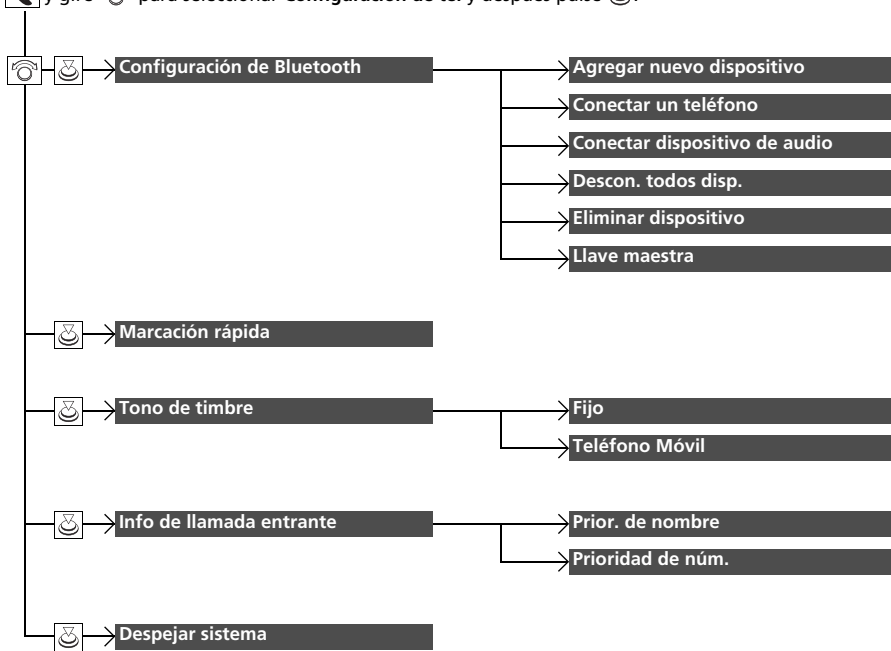 y gire para seleccionar Configuración de tel y después pulse .
Configuración de Bluetooth
Agregar nuevo dispositivo
Conectar un teléfono
Conectar dispositivo de audio
Descon. todos disp.
Eliminar dispositivo
Llave maestra
Marcación rápida
Tono de timbre
Fijo
Teléfono Móvil
Info de llamada entrante
Prior. de nombre
Prioridad de núm.
Despejar sistema